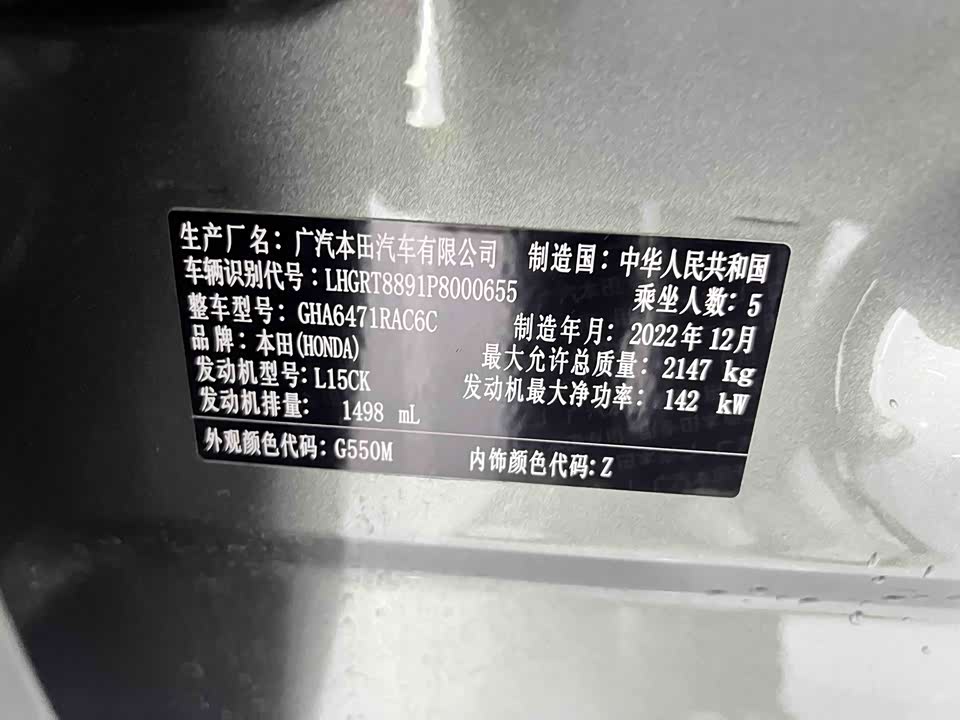 生产厂名：广汽本田汽车有限公司 制造国：中华人民共和国
车辆识别代号：LHGRT8891P8000655 乘坐人数：5
整车型号：GHA6471RAC6C 制造年月：2022年12月
品牌：本田(HONDA) 最大允许总质量：2147 kg
发动机型号：L15CK 发动机最大净功率：142 kW
发动机排量： 1498 mL
外观颜色代码：G550M 内饰颜色代码：Z